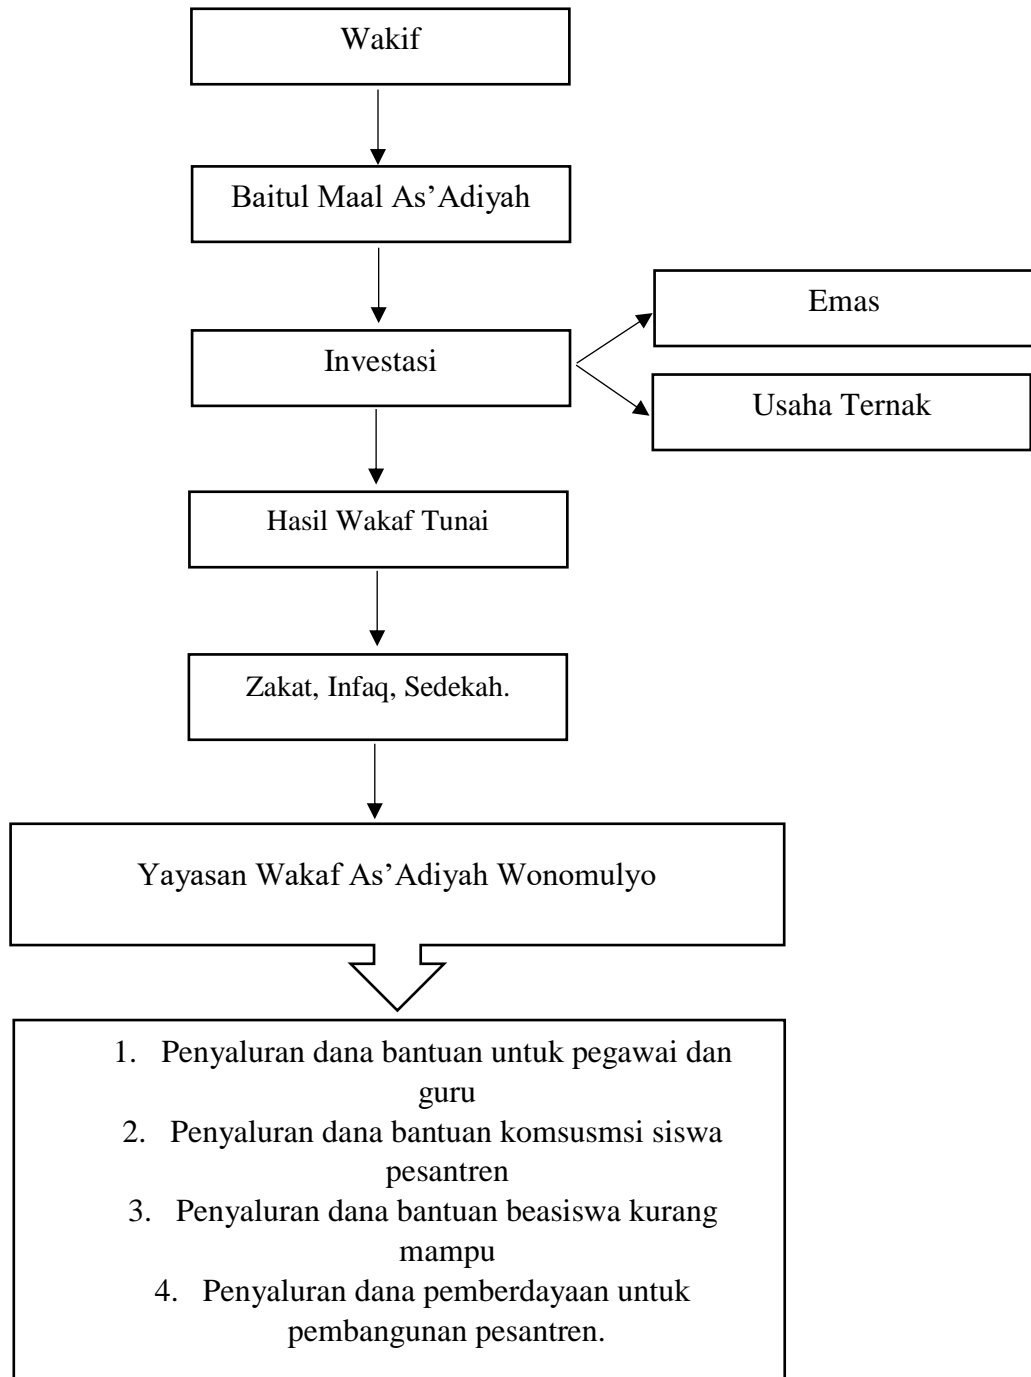 Wakif
Baitul Maal As’Adiyah
Investasi
Emas
Usaha Ternak
Hasil Wakaf Tunai
Zakat, Infaq, Sedekah.
Yayasan Wakaf As’Adiyah Wonomulyo
1. Penyaluran dana bantuan untuk pegawai dan
guru
2. Penyaluran dana bantuan komsusmsi siswa
pesantren
3. Penyaluran dana bantuan beasiswa kurang
mampu
4. Penyaluran dana pemberdayaan untuk
pembangunan pesantren.